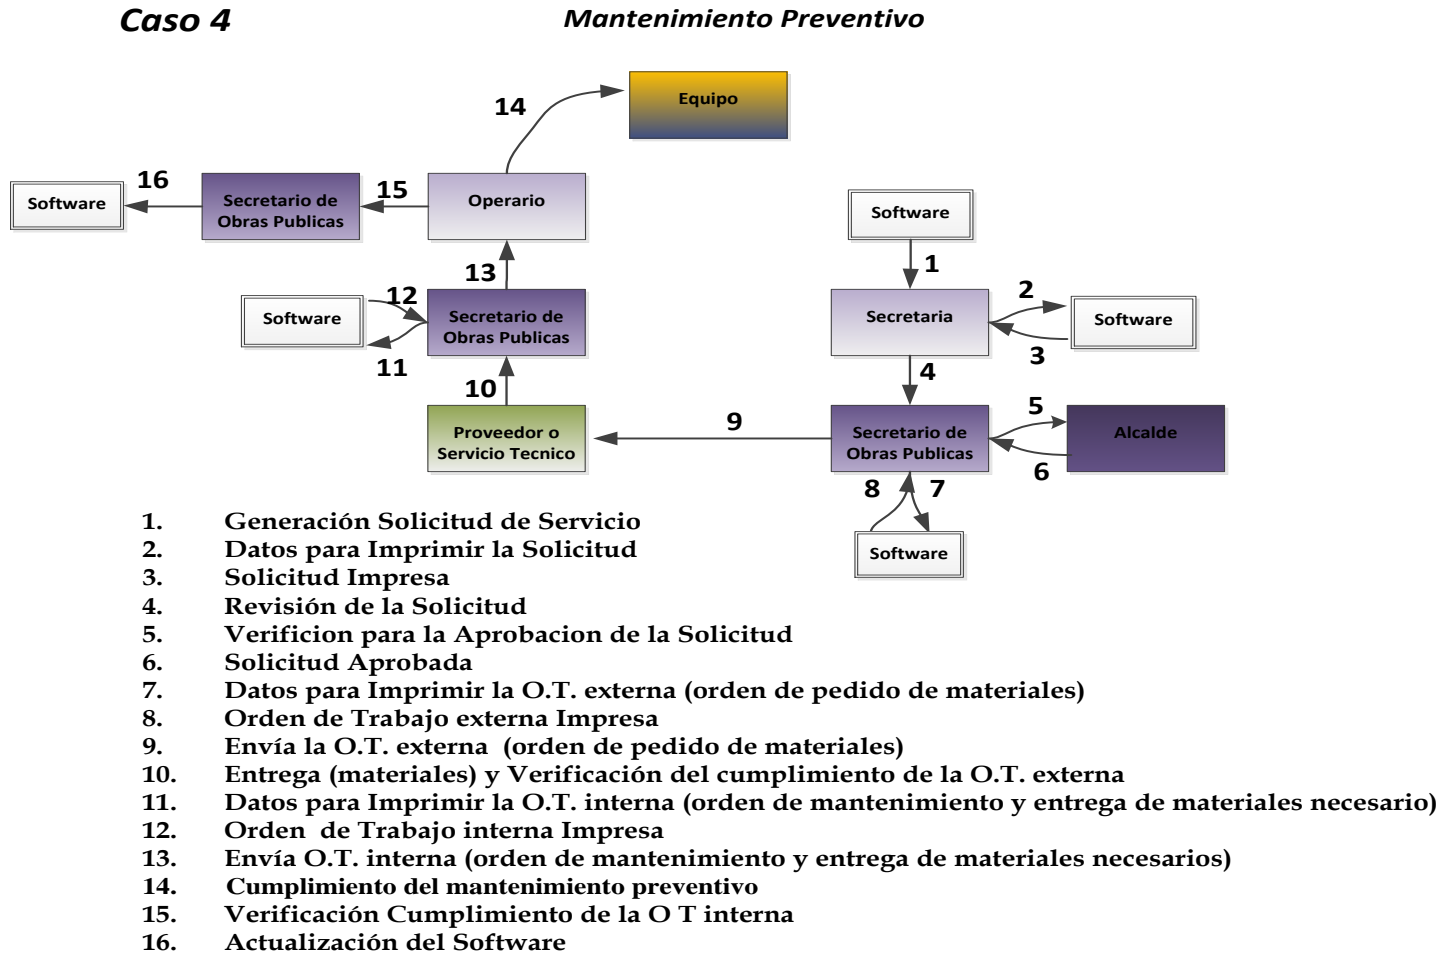 Caso 4
Mantenimiento Preventivo
14
Equipo
16
15
Software
Secretario de
Obras Publicas
Operario
Software
1
13
12
Software
11
Secretario de
Obras Publicas
Secretaria
2
3
Software
10
4
9
Proveedor o
Servicio Tecnico
Secretario de
Obras Publicas
5
6
Alcalde
8
7
Software
1. Generación Solicitud de Servicio
2. Datos para Imprimir la Solicitud
3. Solicitud Impresa
4. Revisión de la Solicitud
5. Verificion para la Aprobacion de la Solicitud
6. Solicitud Aprobada
7. Datos para Imprimir la O.T. externa (orden de pedido de materiales)
8. Orden de Trabajo externa Impresa
9. Envía la O.T. externa (orden de pedido de materiales)
10. Entrega (materiales) y Verificación del cumplimiento de la O.T. externa
11. Datos para Imprimir la O.T. interna (orden de mantenimiento y entrega de materiales necesario)
12. Orden de Trabajo interna Impresa
13. Envía O.T. interna (orden de mantenimiento y entrega de materiales necesarios)
14. Cumplimiento del mantenimiento preventivo
15. Verificación Cumplimiento de la O T interna
16. Actualización del Software